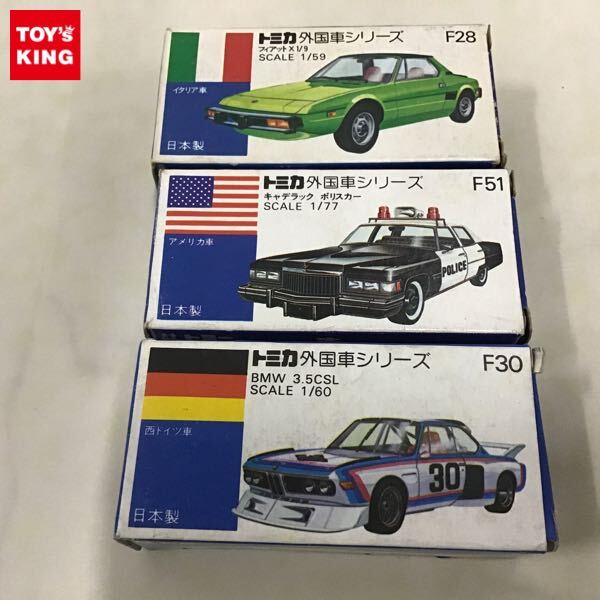 TOY's
KING
トミカ外国車シリーズ F28
フィアットX1/9
SCALE 1/59
イタリア車
日本製
トミカ外国車シリーズ F51
キャデラック ポリスカー
SCALE 1/77
アメリカ車
POLICE
日本製
トミカ外国車シリーズ F30
BMW 3.5CSL
SCALE 1/60
西ドイツ車
30
日本製